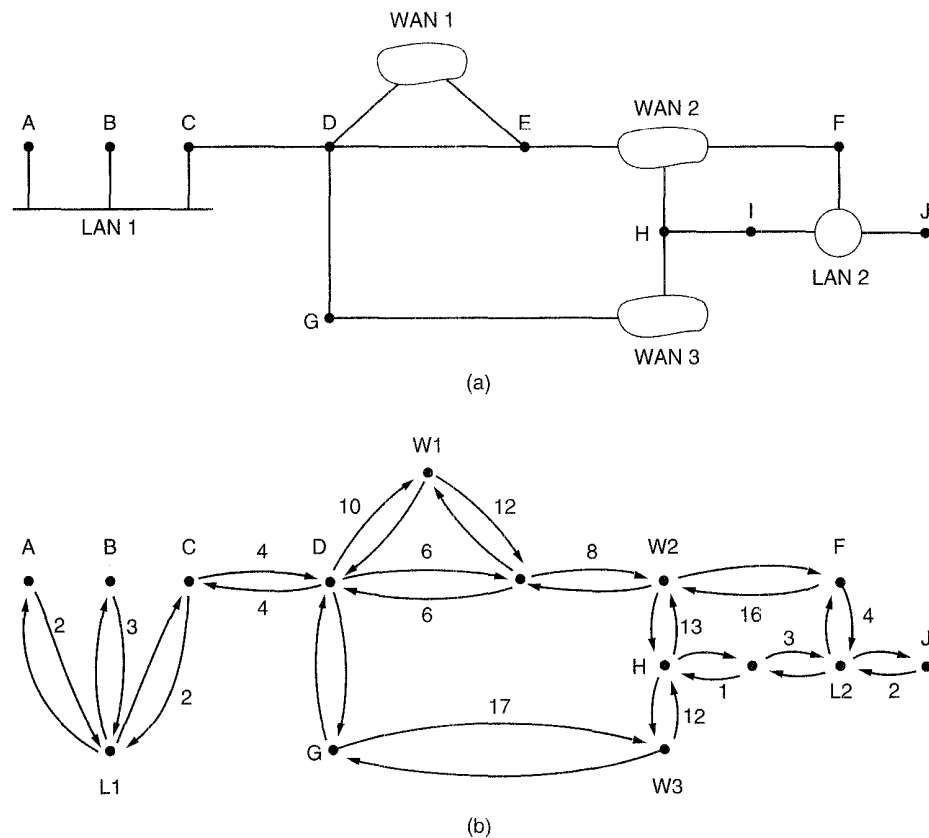 WAN 1
A B C D E WAN 2 F
LAN 1
H I J
LAN 2
G
WAN 3
(a)
W1
10 12
A B C 4 D 6 8 W2 F
4 6 16
2 3 13 4
2 H 3 J
1 L2 2
17
12
L1 G W3
(b)